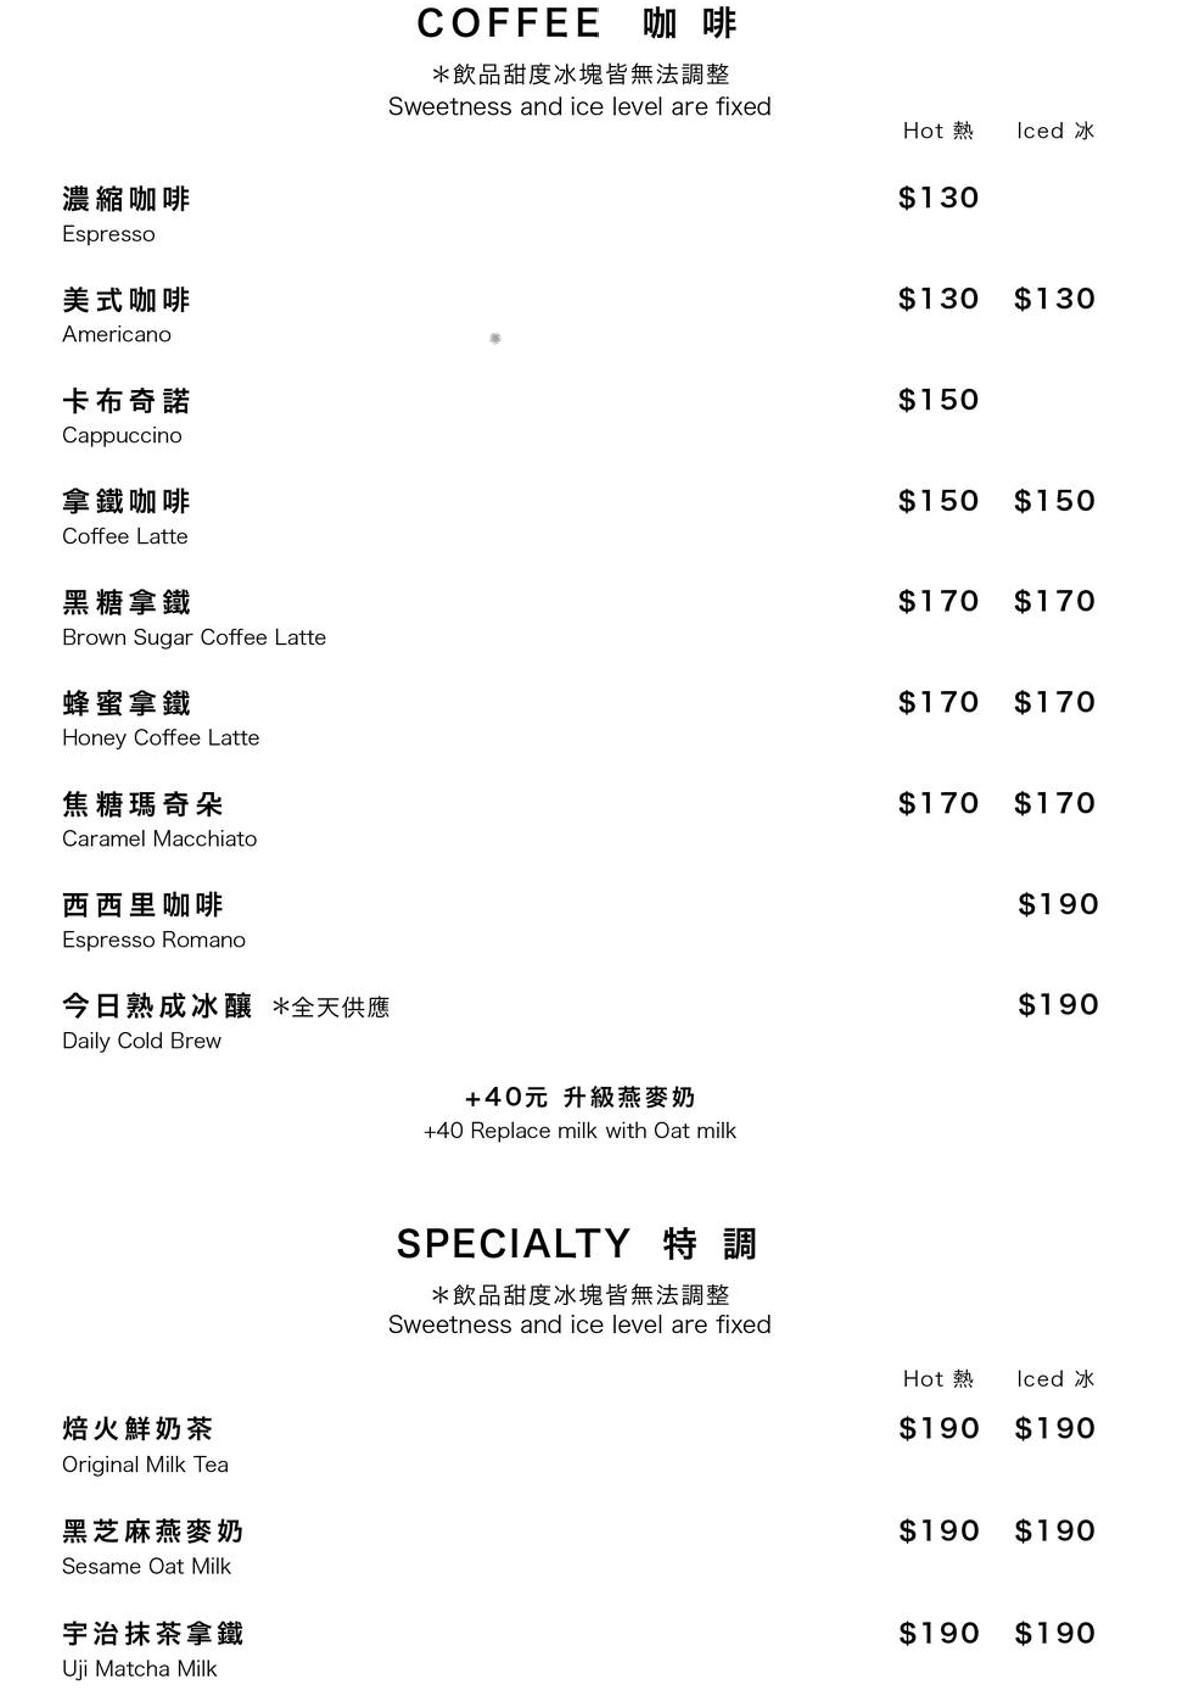 COFFEE 咖啡
＊飲品甜度冰塊皆無法調整
Sweetness and ice level are fixed
Hot 熱 Iced 冰
濃縮咖啡 $130
Espresso
美式咖啡 $130 $130
Americano
卡布奇諾 $150
Cappuccino
拿鐵咖啡 $150 $150
Coffee Latte
黑糖拿鐵 $170 $170
Brown Sugar Coffee Latte
蜂蜜拿鐵 $170 $170
Honey Coffee Latte
焦糖瑪奇朵 $170 $170
Caramel Macchiato
西西里咖啡 $190
Espresso Romano
今日熟成冰釀 ＊全天供應 $190
Daily Cold Brew
+40元 升級燕麥奶
+40 Replace milk with Oat milk
SPECIALTY 特調
＊飲品甜度冰塊皆無法調整
Sweetness and ice level are fixed
Hot 熱 Iced 冰
焙火鮮奶茶 $190 $190
Original Milk Tea
黑芝麻燕麥奶 $190 $190
Sesame Oat Milk
宇治抹茶拿鐵 $190 $190
Uji Matcha Milk